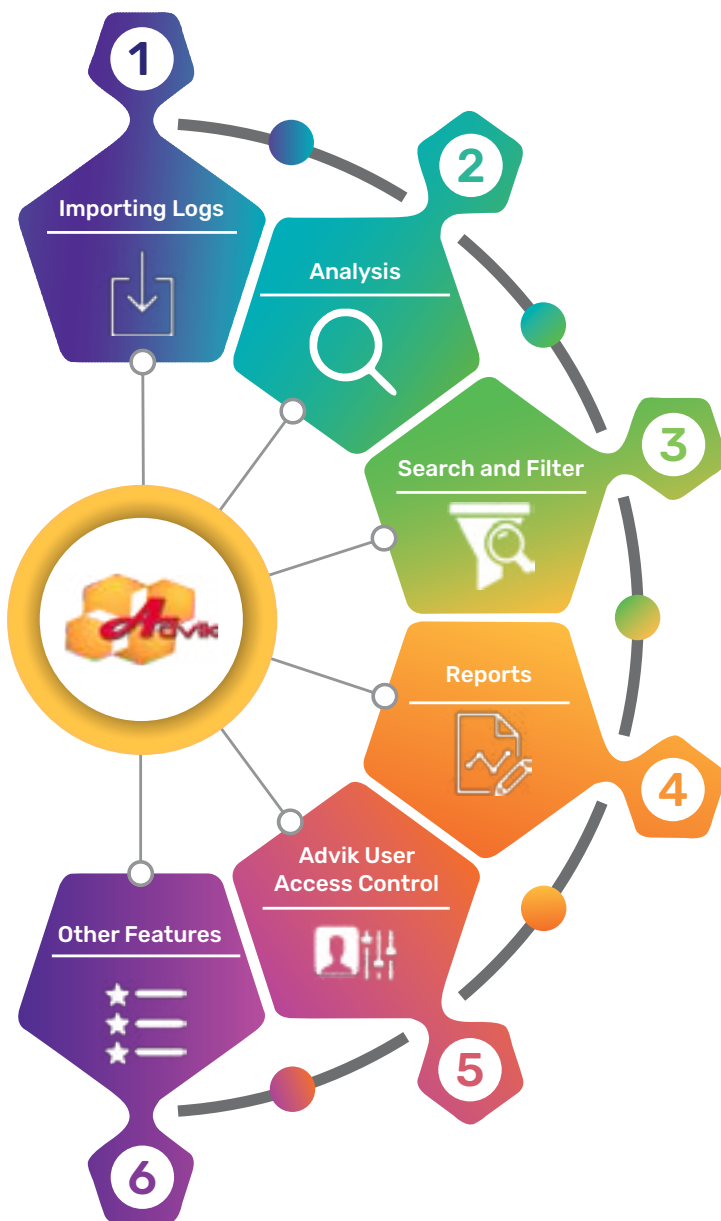 1
Importing Logs
2
Analysis
3
Search and Filter
Advik
Reports
4
Advik User
Access Control
Other Features
5
6